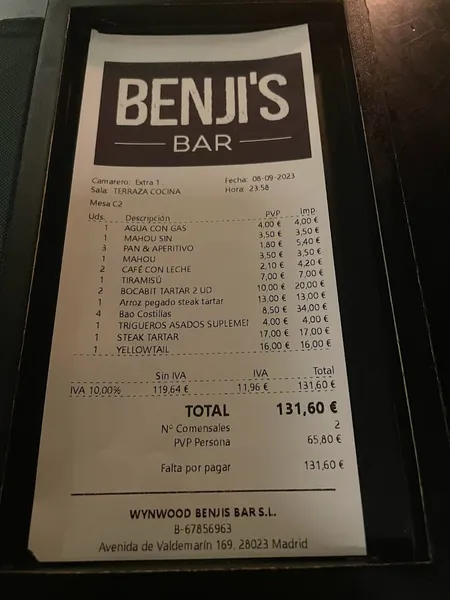 BENJI'S
BAR
Camarero: Extra 1 Fecha: 08-09-2023
Sala: TERRAZA COCINA Hora: 23:58
Mesa C2
Uds. Descripción PVP Imp.
1 AGUA CON GAS 4,00 € 4,00 €
1 MAHOU SIN 3,50 € 3,50 €
3 PAN & APERITIVO 1,80 € 5,40 €
1 MAHOU 3,50 € 3,50 €
2 CAFÉ CON LECHE 2,10 € 4,20 €
1 TIRAMISÚ 7,00 € 7,00 €
2 BOCABIT TARTAR 2 UD 10,00 € 20,00 €
1 Arroz pegado steak tartar 13,00 € 13,00 €
4 Bao Costillas 8,50 € 34,00 €
1 TRIGUEROS ASADOS SUPLEMEI 4,00 € 4,00 €
1 STEAK TARTAR 17,00 € 17,00 €
1 YELLOWTAIL 16,00 € 16,00 €
Sin IVA IVA Total
IVA 10,00% 119,64 € 11,96 € 131,60 €
TOTAL 131,60 €
Nº Comensales 2
PVP Persona 65,80 €
Falta por pagar 131,60 €
WYNWOOD BENJIS BAR S.L.
B-67856963
Avenida de Valdemarín 169, 28023 Madrid